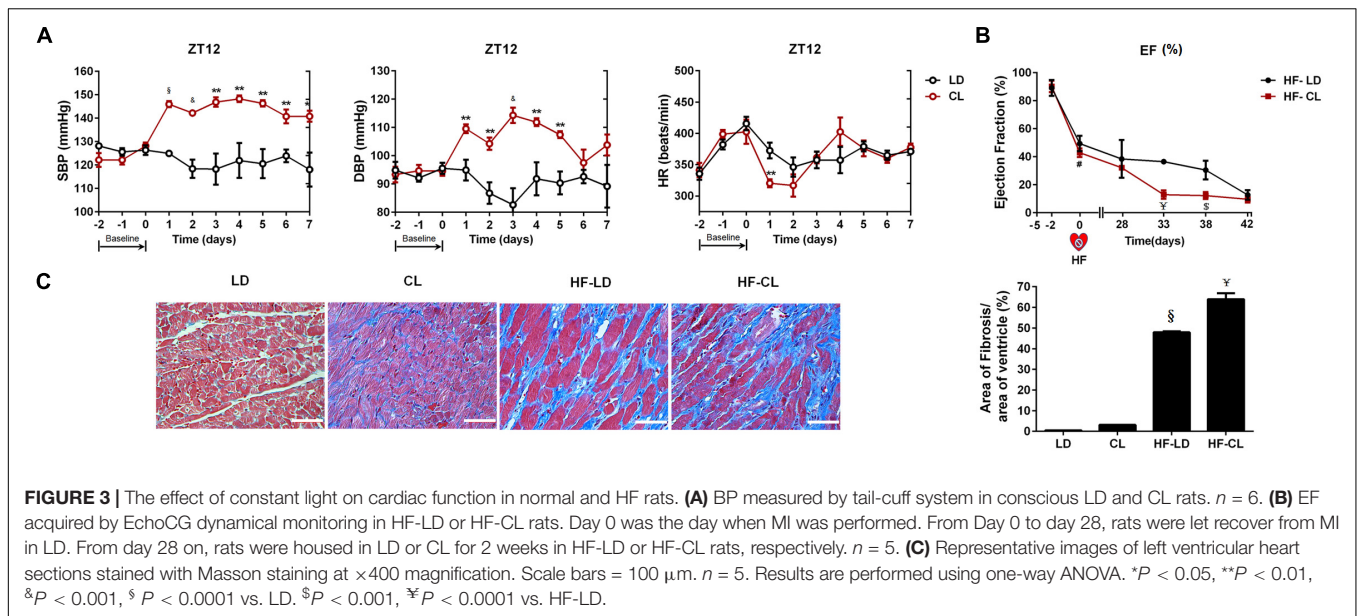 A
B
ZT12
ZT12
ZT12
EF (%)
LD
CL
HF- LD
HF- CL
SBP (mmHg)
160
150
140
130
120
110
100
§
&
**
**
**
**
*
-2 -1 0 1 2 3 4 5 6 7
Baseline
Time (days)
DBP (mmHg)
120
110
100
90
80
**
**
&
**
**
-2 -1 0 1 2 3 4 5 6 7
Baseline
Time (days)
HR (beats/min)
450
400
350
300
**
-2 -1 0 1 2 3 4 5 6 7
Baseline
Time (days)
Ejection Fraction (%)
100
80
60
40
20
0
#
¥
$
-5 -2 0 28 33 38 42
Time(days)
HF
C
LD
CL
HF-LD
HF-CL
Area of Fibrosis/
area of ventricle (%)
70
60
50
40
30
20
10
0
§
¥
LD CL HF-LD HF-CL
FIGURE 3 | The effect of constant light on cardiac function in normal and HF rats. (A) BP measured by tail-cuff system in conscious LD and CL rats. n = 6. (B) EF
acquired by EchoCG dynamical monitoring in HF-LD or HF-CL rats. Day 0 was the day when MI was performed. From Day 0 to day 28, rats were let recover from MI
in LD. From day 28 on, rats were housed in LD or CL for 2 weeks in HF-LD or HF-CL rats, respectively. n = 5. (C) Representative images of left ventricular heart
sections stained with Masson staining at ×400 magnification. Scale bars = 100 μm. n = 5. Results are performed using one-way ANOVA. *P < 0.05, **P < 0.01,
&P < 0.001, § P < 0.0001 vs. LD. $P < 0.001, ¥P < 0.0001 vs. HF-LD.